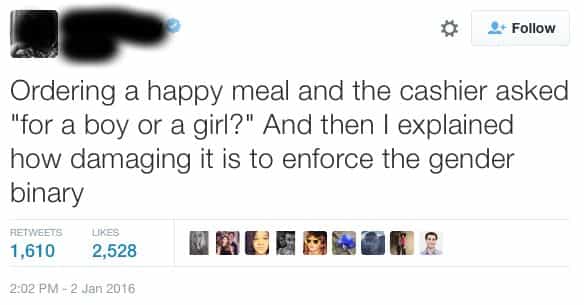 Follow
Ordering a happy meal and the cashier asked
"for a boy or a girl?" And then I explained
how damaging it is to enforce the gender
binary
RETWEETS LIKES
1,610 2,528
2:02 PM - 2 Jan 2016